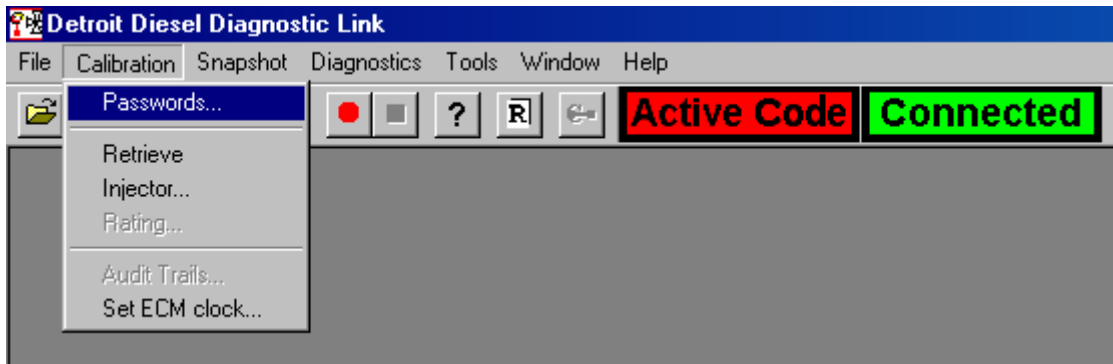 Detroit Diesel Diagnostic Link
File Calibration Snapshot Diagnostics Tools Window Help
Passwords...
? R Active Code Connected
Retrieve
Injector...
Rating...
Audit Trails...
Set ECM clock...